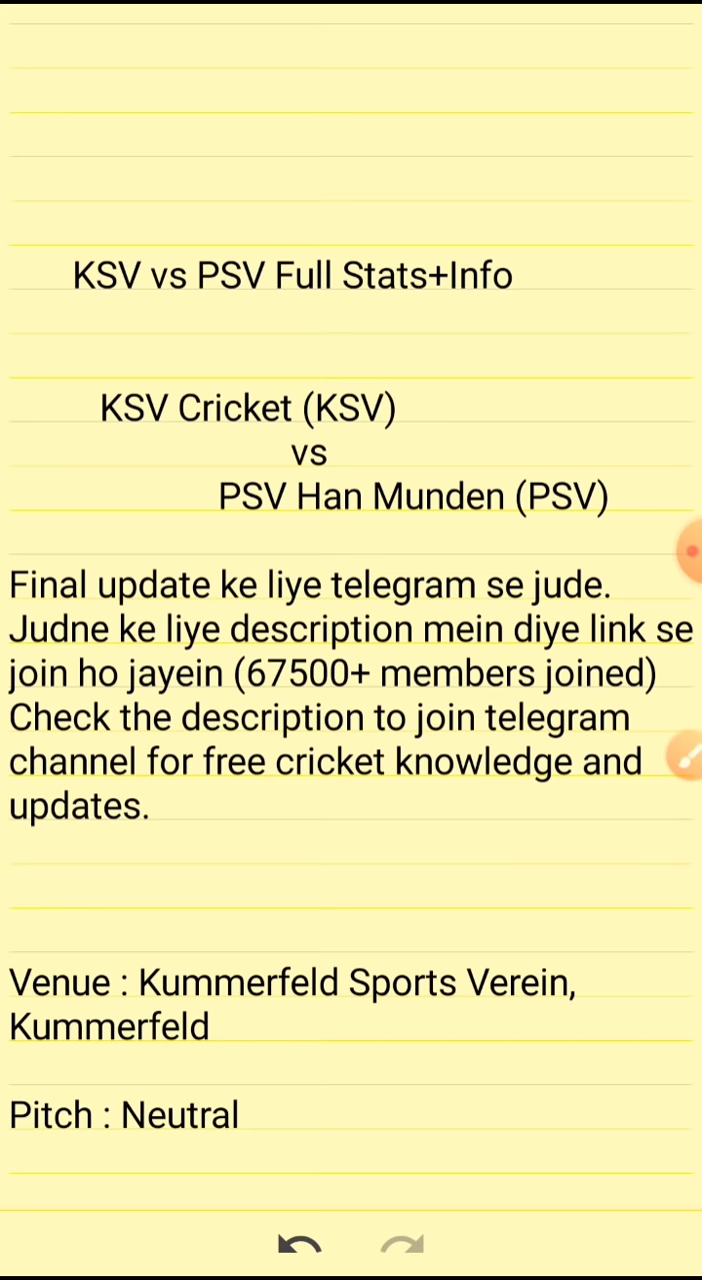 KSV vs PSV Full Stats+Info
KSV Cricket (KSV)
vs
PSV Han Munden (PSV)
Final update ke liye telegram se jude.
Judne ke liye description mein diye link se
join ho jayein (67500+ members joined)
Check the description to join telegram
channel for free cricket knowledge and
updates.
Venue : Kummerfeld Sports Verein,
Kummerfeld
Pitch : Neutral